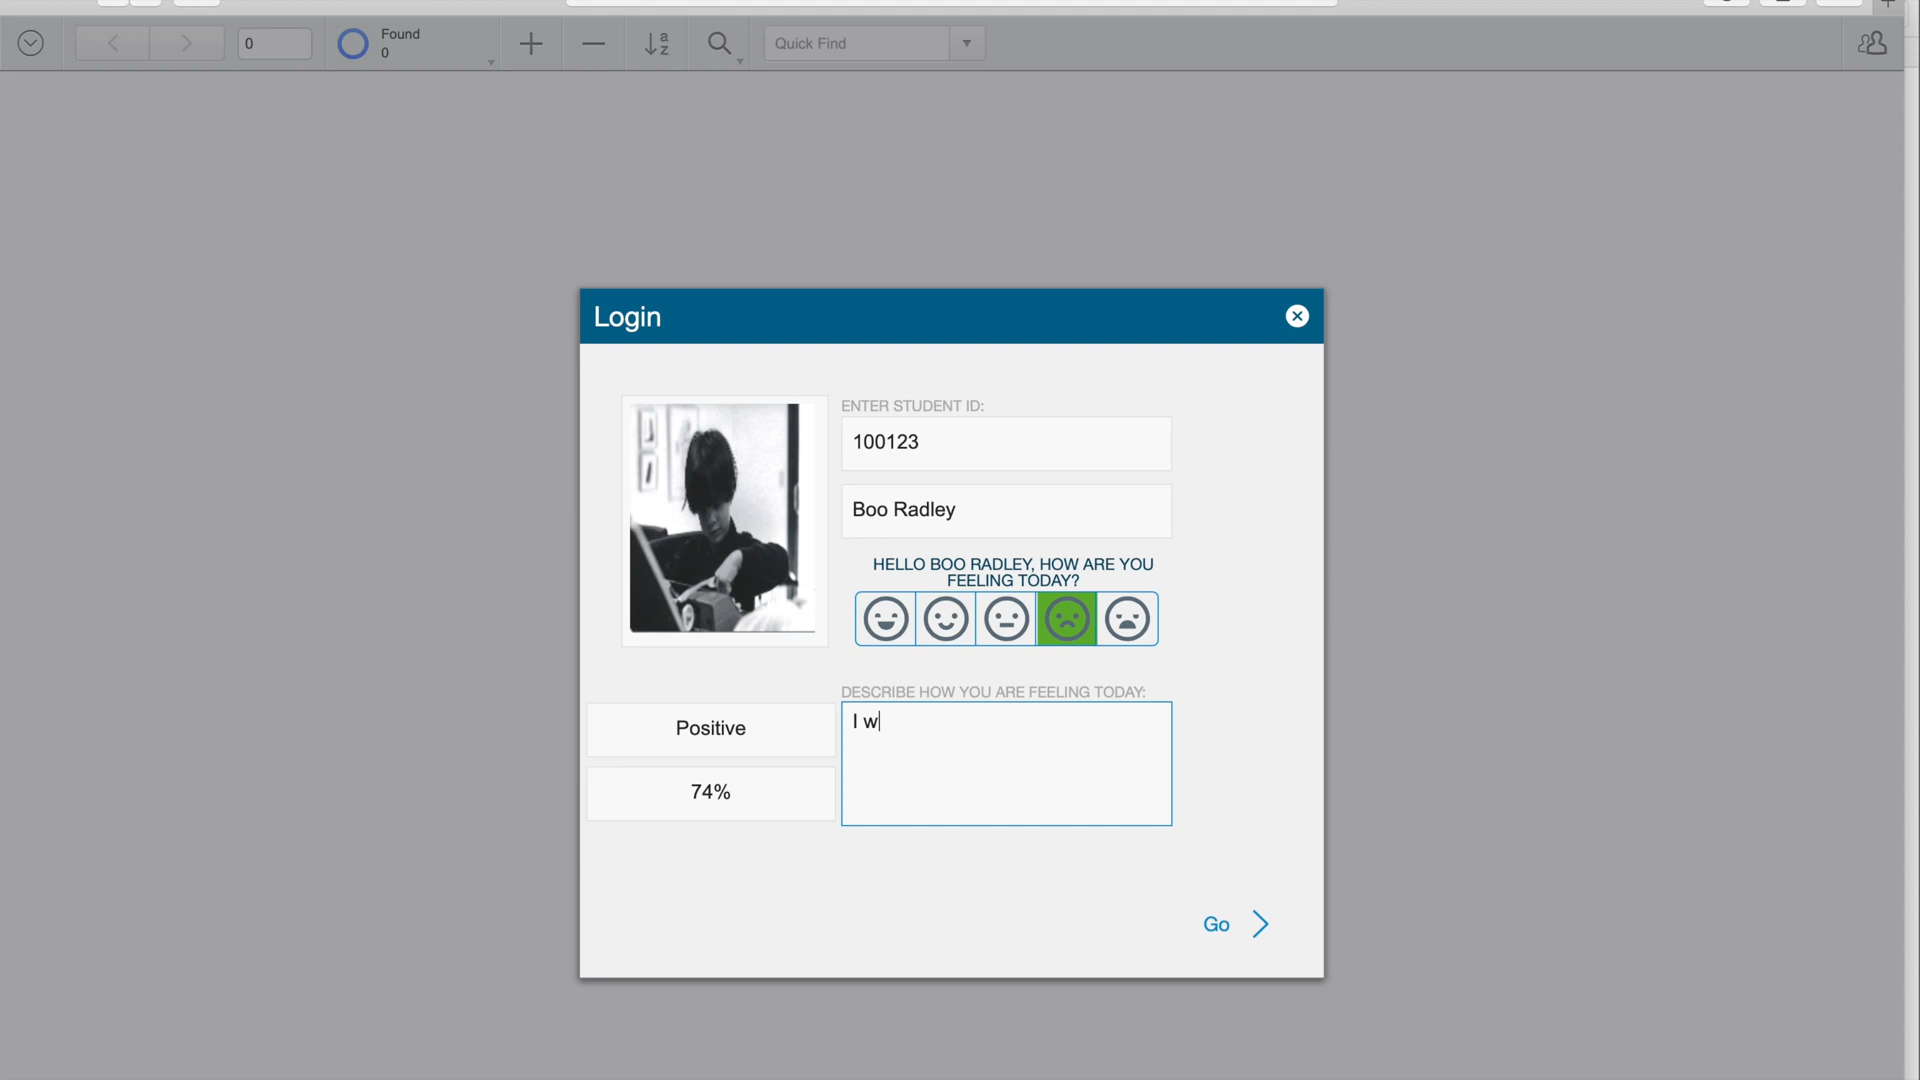 0
Found
0
a
z
Quick Find
Login
ENTER STUDENT ID:
100123
Boo Radley
HELLO BOO RADLEY, HOW ARE YOU
FEELING TODAY?
DESCRIBE HOW YOU ARE FEELING TODAY:
I w
Positive
74%
Go